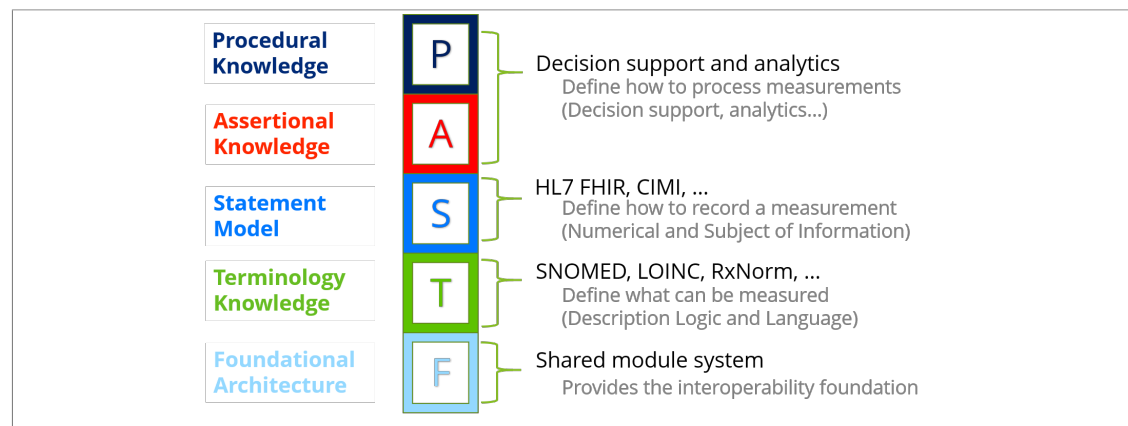 Procedural
Knowledge
P
Decision support and analytics
Define how to process measurements
(Decision support, analytics...)
Assertional
Knowledge
A
Statement
Model
S
HL7 FHIR, CIMI, ...
Define how to record a measurement
(Numerical and Subject of Information)
Terminology
Knowledge
T
SNOMED, LOINC, RxNorm, ...
Define what can be measured
(Description Logic and Language)
Foundational
Architecture
F
Shared module system
Provides the interoperability foundation